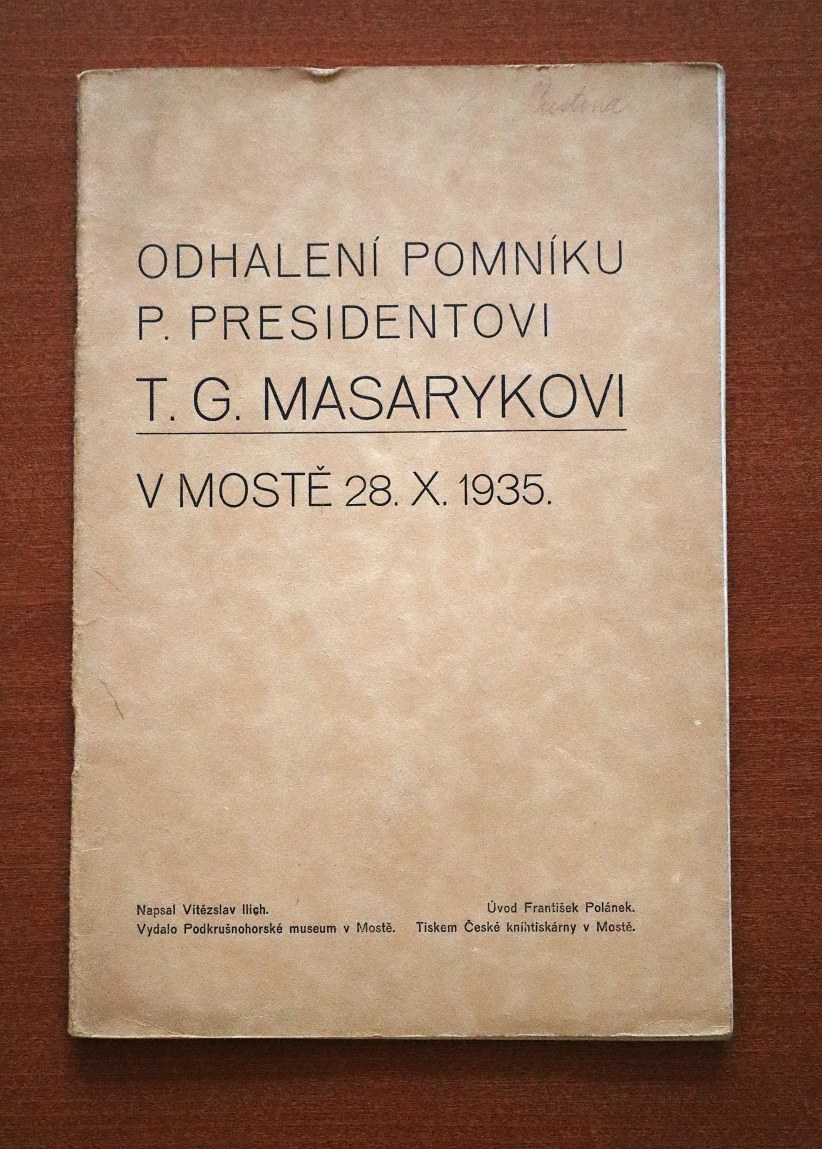 ODHALENÍ POMNÍKU
P. PRESIDENTOVI
T. G. MASARYKOVI
V MOSTĚ 28. X. 1935.
Napsal Vítězslav Ilich.
Vydalo Podkrušnohorské museum v Mostě.
Úvod František Polánek.
Tiskem České knihtiskárny v Mostě.